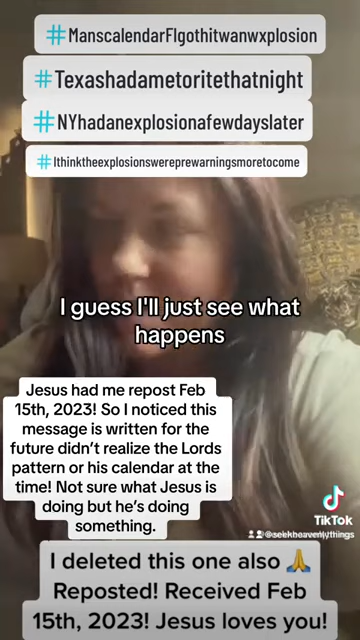 #ManscalendarFIgothitwanwxplosion
#Texashadametoritethatnight
#NYhadanexplosionafewdayslater
#Ithinktheexplosionswereprewarningsmoretocome
I guess I'll just see what
happens
Jesus had me repost Feb
15th, 2023! So I noticed this
message is written for the
future didn't realize the Lords
pattern or his calendar at the
time! Not sure what Jesus is
doing but he's doing
something.
TikTok
@seekheavenlythings
I deleted this one also 🙏
Reposted! Received Feb
15th, 2023! Jesus loves you!